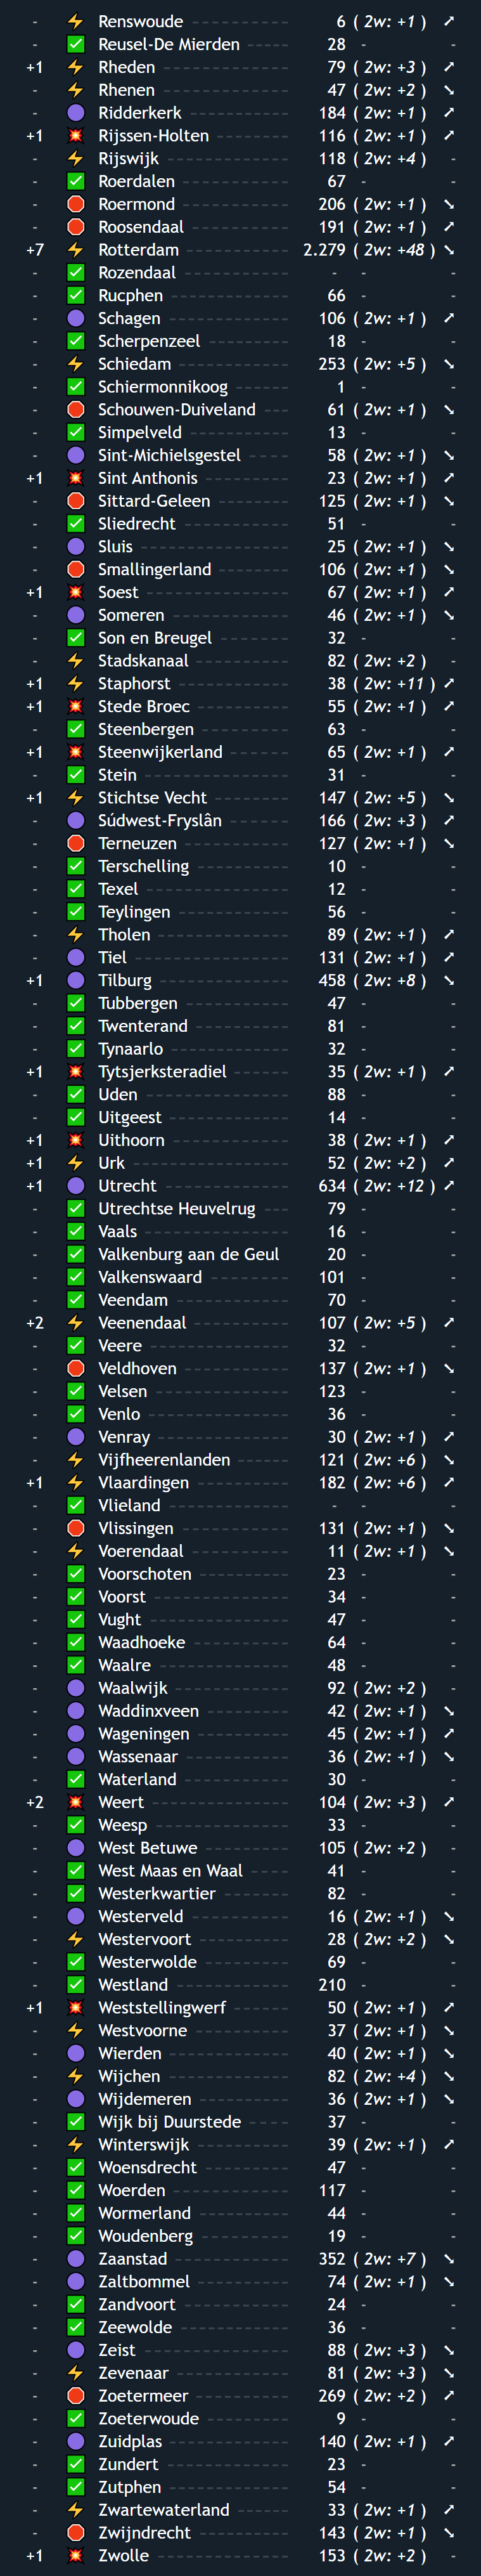 - ⚡ Renswoude ------------ 6 ( 2w: +1 ) ➚
- ✅ Reusel-De Mierden ----- 28 - -
+1 ⚡ Rheden --------------- 79 ( 2w: +3 ) ➚
- ⚡ Rhenen --------------- 47 ( 2w: +2 ) ➘
- 🟣 Ridderkerk ----------- 184 ( 2w: +1 ) ➚
+1 💥 Rijssen-Holten -------- 116 ( 2w: +1 ) ➚
- ⚡ Rijswijk -------------- 118 ( 2w: +4 ) -
- ✅ Roerdalen ------------ 67 - -
- 🛑 Roermond ------------ 206 ( 2w: +1 ) ➘
- 🛑 Roosendaal ----------- 191 ( 2w: +1 ) ➚
+7 ⚡ Rotterdam ------------ 2.279 ( 2w: +48 ) ➘
- ✅ Rozendaal ------------ - - -
- ✅ Rucphen -------------- 66 - -
- 🟣 Schagen -------------- 106 ( 2w: +1 ) ➚
- ✅ Scherpenzeel --------- 18 - -
- ⚡ Schiedam ------------- 253 ( 2w: +5 ) ➘
- ✅ Schiermonnikoog ------ 1 - -
- 🛑 Schouwen-Duiveland --- 61 ( 2w: +1 ) ➘
- ✅ Simpelveld ----------- 13 - -
- 🟣 Sint-Michielsgestel ----- 58 ( 2w: +1 ) ➘
+1 💥 Sint Anthonis --------- 23 ( 2w: +1 ) ➚
- 🛑 Sittard-Geleen -------- 125 ( 2w: +1 ) ➘
- ✅ Sliedrecht ------------ 51 - -
- 🟣 Sluis ----------------- 25 ( 2w: +1 ) ➘
- 🛑 Smallingerland -------- 106 ( 2w: +1 ) ➘
+1 💥 Soest ---------------- 67 ( 2w: +1 ) ➚
- 🟣 Someren ------------- 46 ( 2w: +1 ) ➘
- ✅ Son en Breugel -------- 32 - -
- ⚡ Stadskanaal ---------- 82 ( 2w: +2 ) -
+1 ⚡ Staphorst ------------ 38 ( 2w: +11 ) ➚
+1 💥 Stede Broec ---------- 55 ( 2w: +1 ) ➚
- ✅ Steenbergen ---------- 63 - -
+1 💥 Steenwijkerland ------- 65 ( 2w: +1 ) ➚
- ✅ Stein ---------------- 31 - -
+1 ⚡ Stichtse Vecht -------- 147 ( 2w: +5 ) ➘
- 🟣 Súdwest-Fryslân ------ 166 ( 2w: +3 ) ➚
- 🛑 Terneuzen ------------ 127 ( 2w: +1 ) ➘
- ✅ Terschelling ----------- 10 - -
- ✅ Texel ---------------- 12 - -
- ✅ Teylingen ------------ 56 - -
- ⚡ Tholen --------------- 89 ( 2w: +1 ) ➚
- 🟣 Tiel ------------------ 131 ( 2w: +1 ) ➚
+1 🟣 Tilburg --------------- 458 ( 2w: +8 ) ➘
- ✅ Tubbergen ------------ 47 - -
- ✅ Twenterand ----------- 81 - -
- ✅ Tynaarlo ------------- 32 - -
+1 💥 Tytsjerksteradiel ------- 35 ( 2w: +1 ) ➚
- ✅ Uden ---------------- 88 - -
- ✅ Uitgeest ------------- 14 - -
+1 💥 Uithoorn ------------- 38 ( 2w: +1 ) ➚
+1 ⚡ Urk ------------------ 52 ( 2w: +2 ) ➚
+1 🟣 Utrecht -------------- 634 ( 2w: +12 ) ➚
- ✅ Utrechtse Heuvelrug --- 79 - -
- ✅ Vaals ---------------- 16 - -
- ✅ Valkenburg aan de Geul 20 - -
- ✅ Valkenswaard --------- 101 - -
- ✅ Veendam ------------- 70 - -
+2 ⚡ Veenendaal ----------- 107 ( 2w: +5 ) ➚
- ✅ Veere ---------------- 32 - -
- 🛑 Veldhoven ------------ 137 ( 2w: +1 ) ➘
- ✅ Velsen --------------- 123 - -
- ✅ Venlo ---------------- 36 - -
- 🟣 Venray --------------- 30 ( 2w: +1 ) ➚
- ⚡ Vijfheerenlanden ------ 121 ( 2w: +6 ) ➘
+1 ⚡ Vlaardingen ---------- 182 ( 2w: +6 ) ➚
- ✅ Vlieland -------------- - - -
- 🛑 Vlissingen ------------ 131 ( 2w: +1 ) ➘
- ⚡ Voerendaal ----------- 11 ( 2w: +1 ) ➘
- ✅ Voorschoten ---------- 23 - -
- ✅ Voorst --------------- 34 - -
- ✅ Vught ---------------- 47 - -
- ✅ Waadhoeke ----------- 64 - -
- ✅ Waalre --------------- 48 - -
- 🟣 Waalwijk ------------- 92 ( 2w: +2 ) -
- 🟣 Waddinxveen --------- 42 ( 2w: +1 ) ➘
- 🟣 Wageningen ---------- 45 ( 2w: +1 ) ➚
- 🟣 Wassenaar ----------- 36 ( 2w: +1 ) ➘
- ✅ Waterland ------------ 30 - -
+2 💥 Weert ---------------- 104 ( 2w: +3 ) ➚
- ✅ Weesp --------------- 33 - -
- 🟣 West Betuwe --------- 105 ( 2w: +2 ) -
- ✅ West Maas en Waal ---- 41 - -
- ✅ Westerkwartier -------- 82 - -
- 🟣 Westerveld ----------- 16 ( 2w: +1 ) ➘
- ⚡ Westervoort ---------- 28 ( 2w: +2 ) ➘
- ✅ Westerwolde ---------- 69 - -
- ✅ Westland ------------- 210 - -
+1 💥 Weststellingwerf ------ 50 ( 2w: +1 ) ➚
- ⚡ Westvoorne ----------- 37 ( 2w: +1 ) ➘
- 🟣 Wierden -------------- 40 ( 2w: +1 ) ➘
- ⚡ Wijchen -------------- 82 ( 2w: +4 ) ➘
- 🟣 Wijdemeren ---------- 36 ( 2w: +1 ) ➘
- ✅ Wijk bij Duurstede ---- 37 - -
- ⚡ Winterswijk ----------- 39 ( 2w: +1 ) ➚
- ✅ Woensdrecht --------- 47 - -
- ✅ Woerden ------------- 117 - -
- ✅ Wormerland ---------- 44 - -
- ✅ Woudenberg ---------- 19 - -
- 🟣 Zaanstad ------------- 352 ( 2w: +7 ) ➘
- 🟣 Zaltbommel ----------- 74 ( 2w: +1 ) ➘
- ✅ Zandvoort ------------ 24 - -
- ✅ Zeewolde ------------ 36 - -
- 🟣 Zeist ----------------- 88 ( 2w: +3 ) ➘
- ⚡ Zevenaar ------------- 81 ( 2w: +3 ) ➘
- 🛑 Zoetermeer ----------- 269 ( 2w: +2 ) ➚
- ✅ Zoeterwoude ---------- 9 - -
- 🟣 Zuidplas ------------- 140 ( 2w: +1 ) ➚
- ✅ Zundert -------------- 23 - -
- ✅ Zutphen -------------- 54 - -
- ⚡ Zwartewaterland ------ 33 ( 2w: +1 ) ➚
- 🛑 Zwijndrecht ----------- 143 ( 2w: +1 ) ➘
+1 💥 Zwolle --------------- 153 ( 2w: +2 ) -